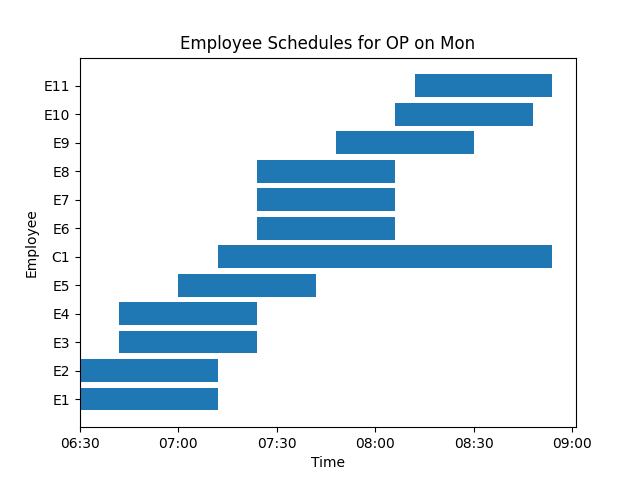 Employee Schedules for OP on Mon
E11
E10
E9
E8
E7
E6
C1
E5
E4
E3
E2
E1
Employee
06:30 07:00 07:30 08:00 08:30 09:00
Time